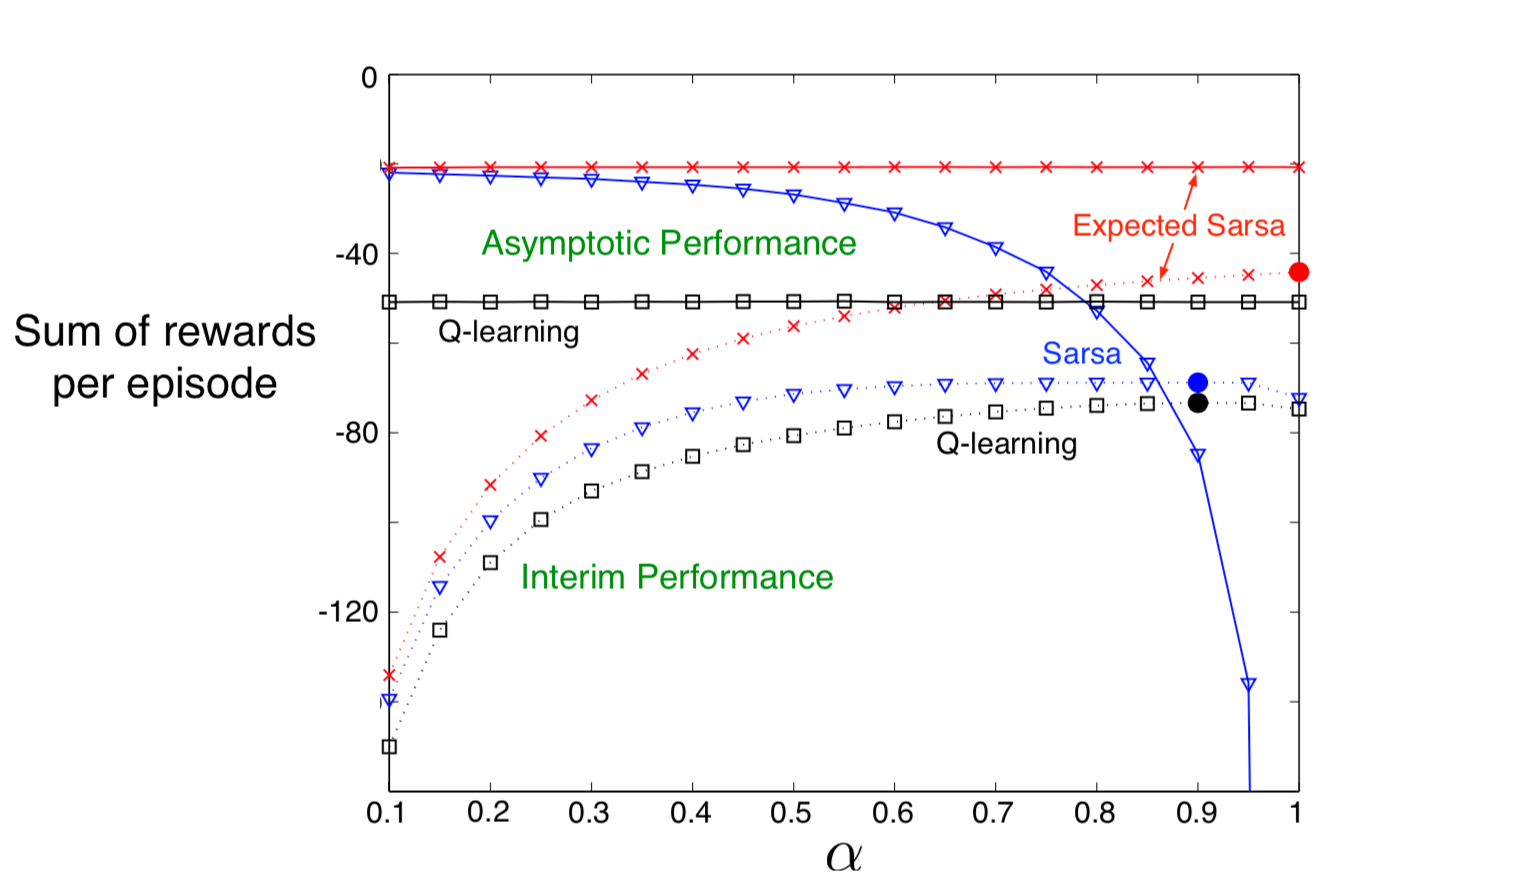 0
-40
-80
-120
Sum of rewards
per episode
Asymptotic Performance
Expected Sarsa
Q-learning
Sarsa
Q-learning
Interim Performance
0.1 0.2 0.3 0.4 0.5 0.6 0.7 0.8 0.9 1
α